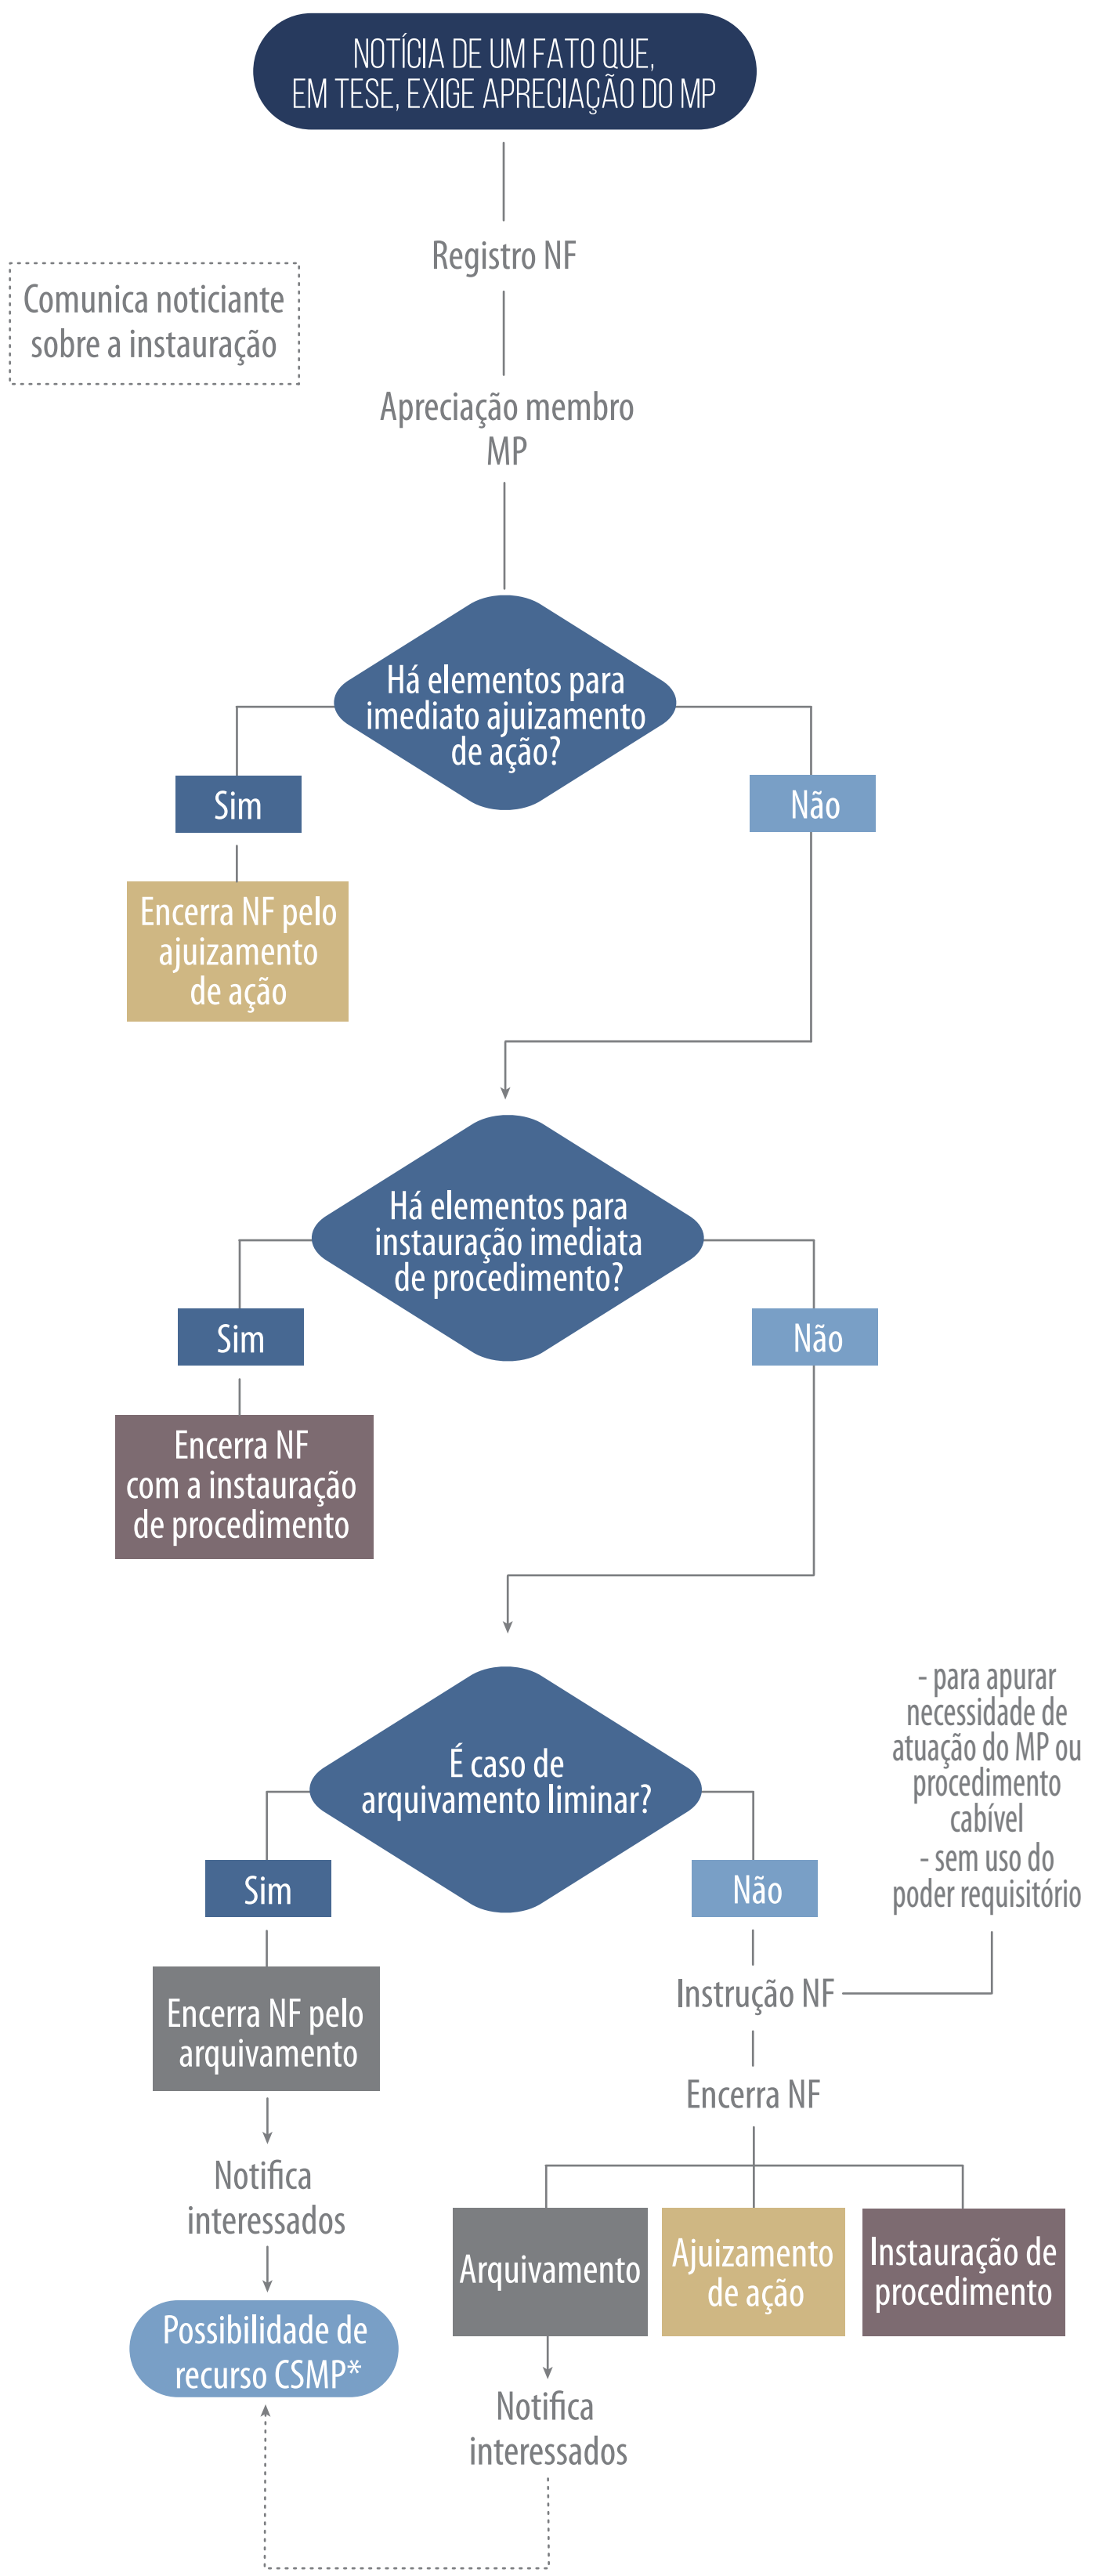 NOTÍCIA DE UM FATO QUE,
EM TESE, EXIGE APRECIAÇÃO DO MP
Registro NF
Comunica noticiante
sobre a instauração
Apreciação membro
MP
Há elementos para
imediato ajuizamento
de ação?
Sim
Não
Encerra NF pelo
ajuizamento
de ação
Há elementos para
instauração imediata
de procedimento?
Sim
Não
Encerra NF
com a instauração
de procedimento
É caso de
arquivamento liminar?
- para apurar
necessidade de
atuação do MP ou
procedimento
cabível
- sem uso do
poder requisitório
Sim
Não
Encerra NF pelo
arquivamento
Instrução NF
Encerra NF
Notifica
interessados
Arquivamento
Ajuizamento
de ação
Instauração de
procedimento
Possibilidade de
recurso CSMP*
Notifica
interessados